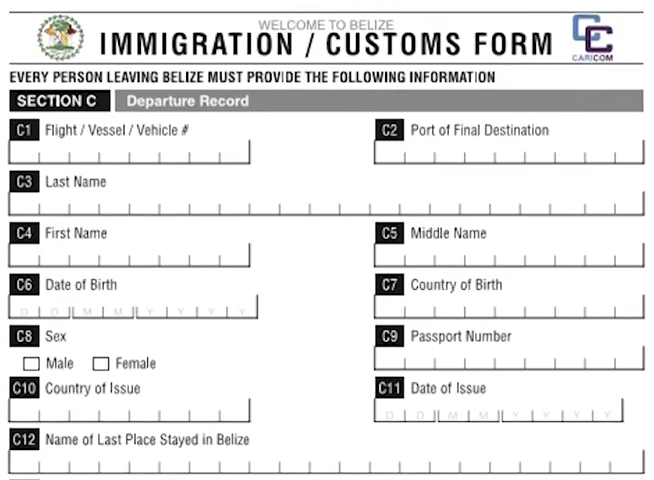 WELCOME TO BELIZE
IMMIGRATION / CUSTOMS FORM
CARICOM
EVERY PERSON LEAVING BELIZE MUST PROVIDE THE FOLLOWING INFORMATION
SECTION C Departure Record
C1 Flight / Vessel / Vehicle # C2 Port of Final Destination
C3 Last Name
C4 First Name C5 Middle Name
C6 Date of Birth C7 Country of Birth
D D M M Y Y Y Y
C8 Sex C9 Passport Number
Male Female
C10 Country of Issue C11 Date of Issue
D D M M Y Y Y Y
C12 Name of Last Place Stayed in Belize